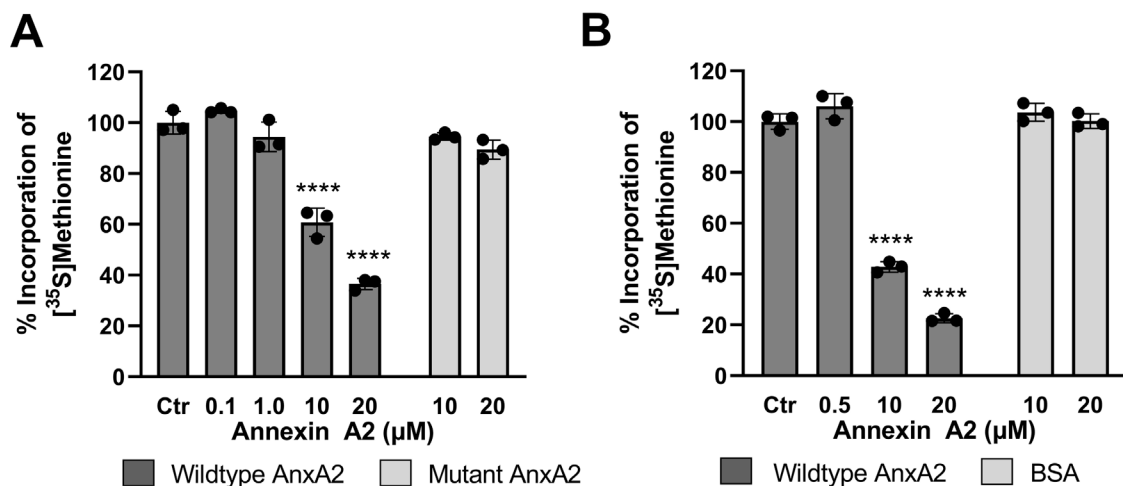 A
B
% Incorporation of
[³⁵S]Methionine
120
100
80
60
40
20
0
****
****
Ctr 0.1 1.0 10 20 10 20
Annexin A2 (µM)
Wildtype AnxA2 Mutant AnxA2
% Incorporation of
[³⁵S]Methionine
120
100
80
60
40
20
0
****
****
Ctr 0.5 10 20 10 20
Annexin A2 (µM)
Wildtype AnxA2 BSA